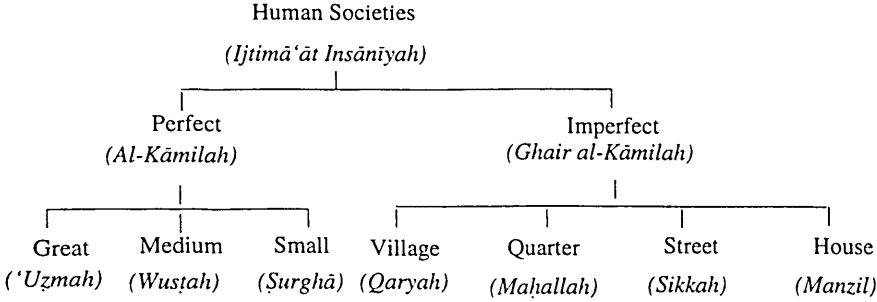 Human Societies
(Ijtimā‘āt Insānīyah)
Perfect
(Al-Kāmilah)
Imperfect
(Ghair al-Kāmilah)
Great Medium Small Village Quarter Street House
(‘Uẓmah) (Wusṭah) (Ṣurghā) (Qaryah) (Maḥallah) (Sikkah) (Manzil)